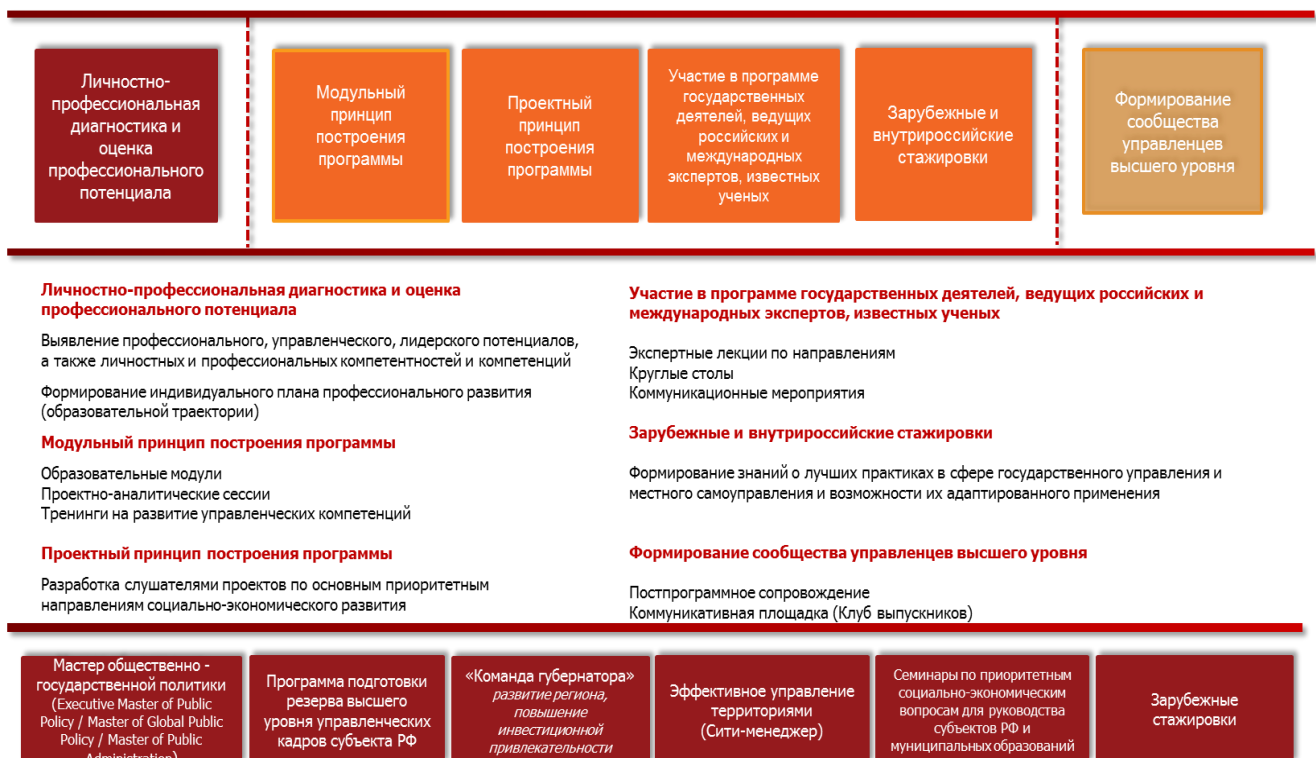 Личностно-
профессиональная
диагностика и
оценка
профессионального
потенциала
Модульный
принцип
построения
программы
Проектный
принцип
построения
программы
Участие в программе
государственных
деятелей, ведущих
российских и
международных
экспертов, известных
ученых
Зарубежные и
внутрироссийские
стажировки
Формирование
сообщества
управленцев
высшего уровня
Личностно-профессиональная диагностика и оценка
профессионального потенциала
Выявление профессионального, управленческого, лидерского потенциалов,
а также личностных и профессиональных компетентностей и компетенций
Формирование индивидуального плана профессионального развития
(образовательной траектории)
Модульный принцип построения программы
Образовательные модули
Проектно-аналитические сессии
Тренинги на развитие управленческих компетенций
Проектный принцип построения программы
Разработка слушателями проектов по основным приоритетным
направлениям социально-экономического развития
Участие в программе государственных деятелей, ведущих российских и
международных экспертов, известных ученых
Экспертные лекции по направлениям
Круглые столы
Коммуникационные мероприятия
Зарубежные и внутрироссийские стажировки
Формирование знаний о лучших практиках в сфере государственного управления и
местного самоуправления и возможности их адаптированного применения
Формирование сообщества управленцев высшего уровня
Постпрограммное сопровождение
Коммуникативная площадка (Клуб выпускников)
Мастер общественно -
государственной политики
(Executive Master of Public
Policy / Master of Global Public
Policy / Master of Public
Administration)
Программа подготовки
резерва высшего
уровня управленческих
кадров субъекта РФ
«Команда губернатора»
развитие региона,
повышение
инвестиционной
привлекательности
Эффективное управление
территориями
(Сити-менеджер)
Семинары по приоритетным
социально-экономическим
вопросам для руководства
субъектов РФ и
муниципальных образований
Зарубежные
стажировки